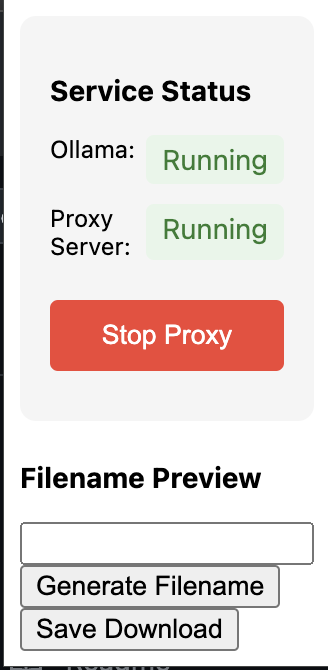 Service Status
Ollama: Running
Proxy Server: Running
Stop Proxy
Filename Preview
Generate Filename
Save Download